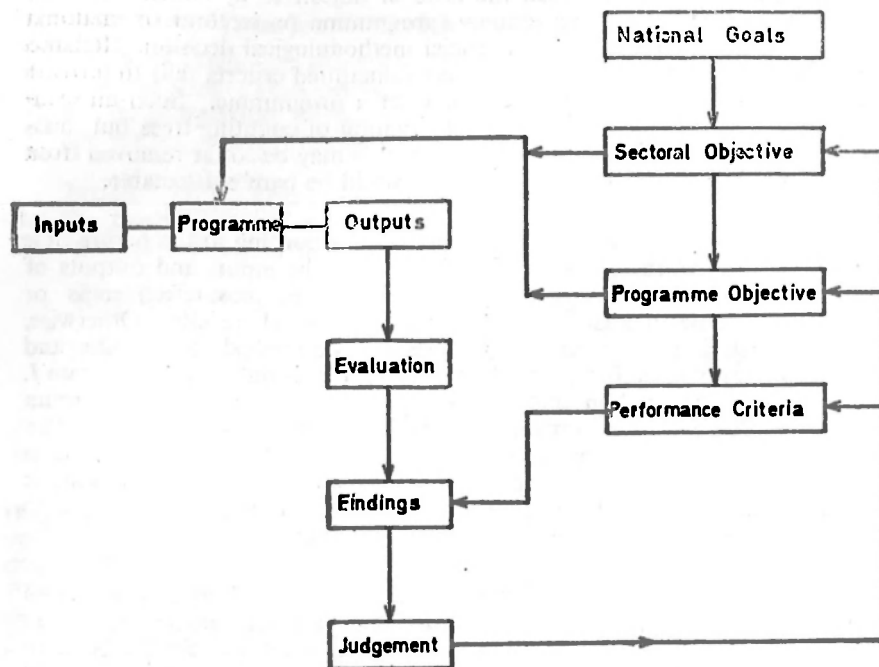 National Goals
Sectoral Objective
Inputs
Programme
Outputs
Programme Objective
Evaluation
Performance Criteria
Findings
Judgement